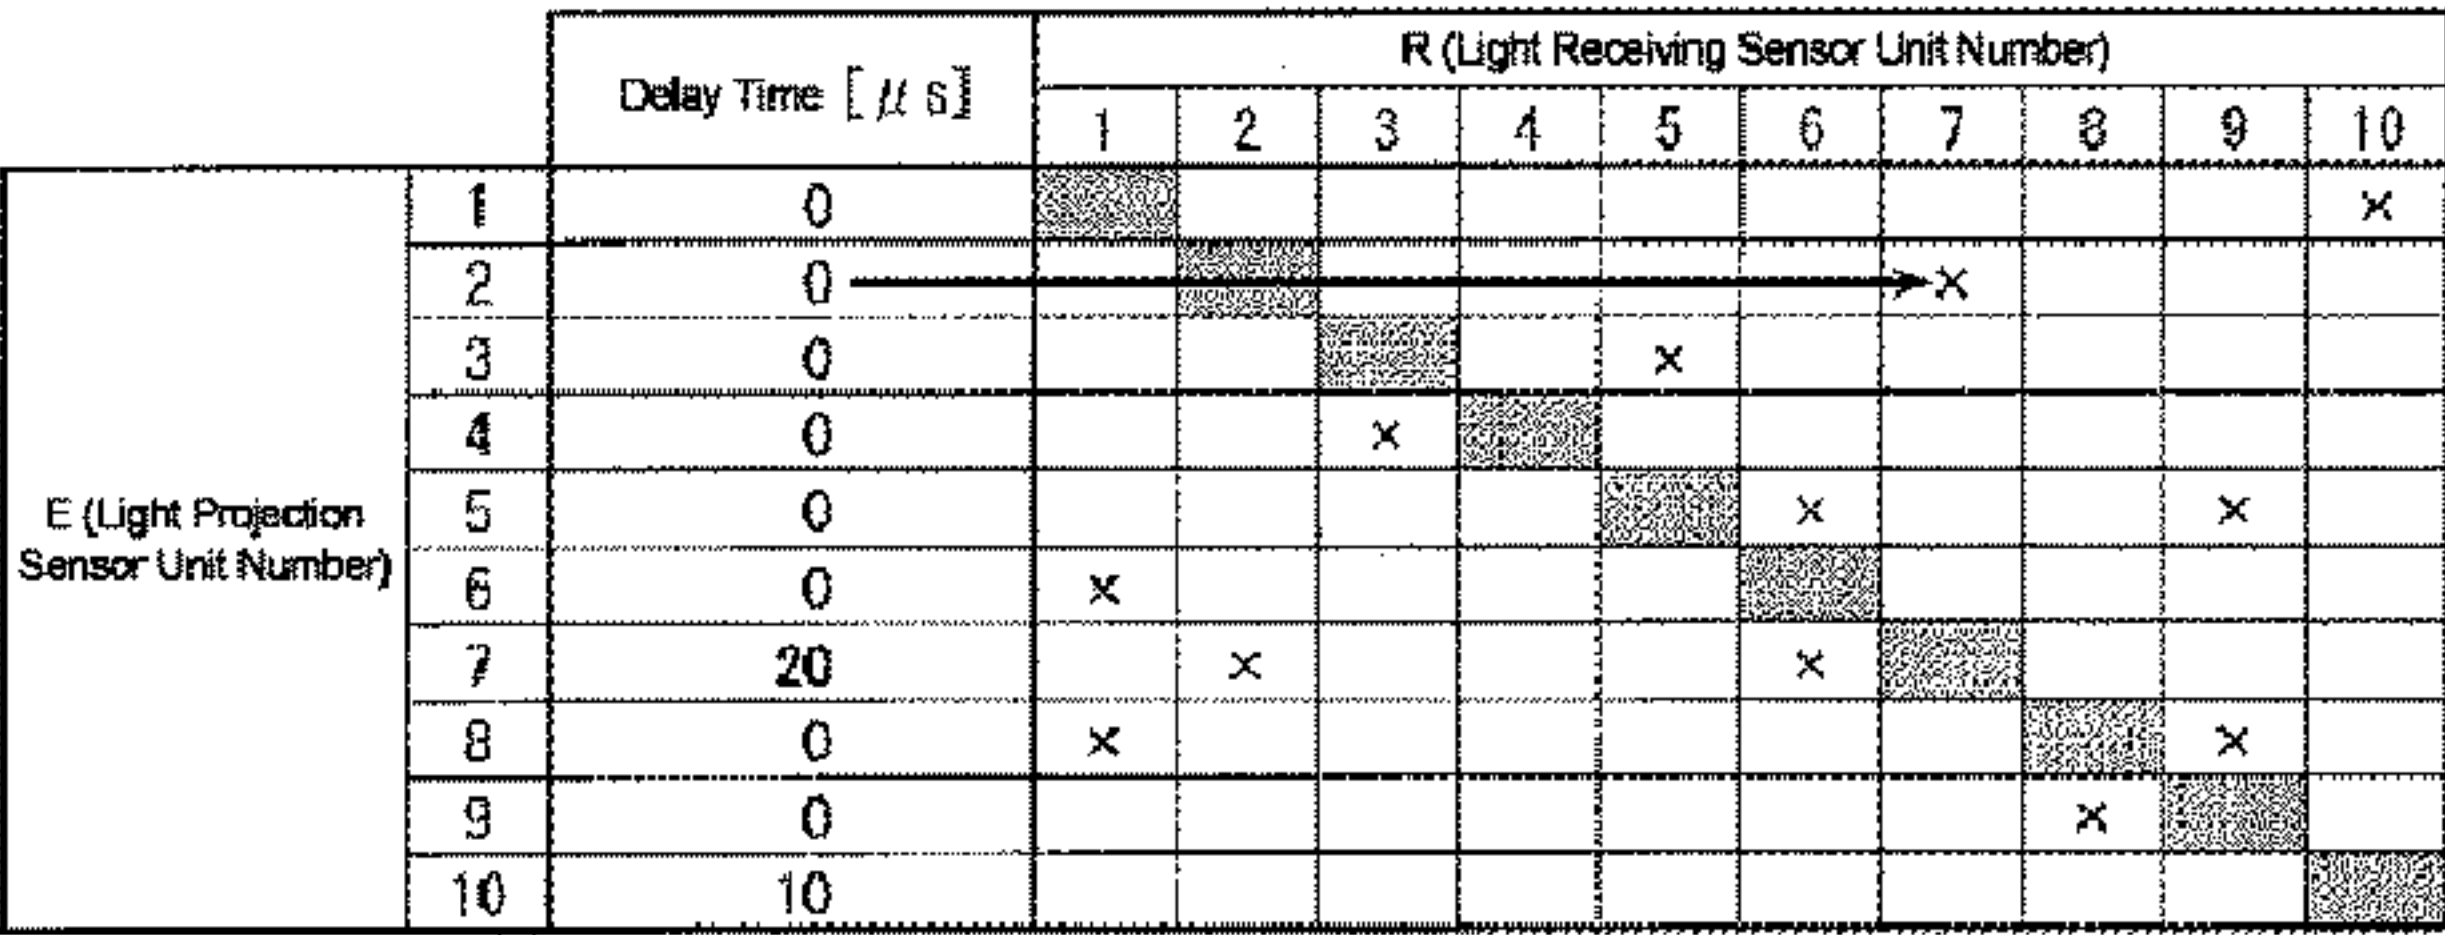 R (Light Receiving Sensor Unit Number)
Delay Time [μs]
1 2 3 4 5 6 7 8 9 10
1 0 ×
2 0 ×
3 0 ×
4 0 ×
E (Light Projection
Sensor Unit Number)
5 0 × ×
6 0 ×
7 20 × ×
8 0 × ×
9 0 ×
10 10